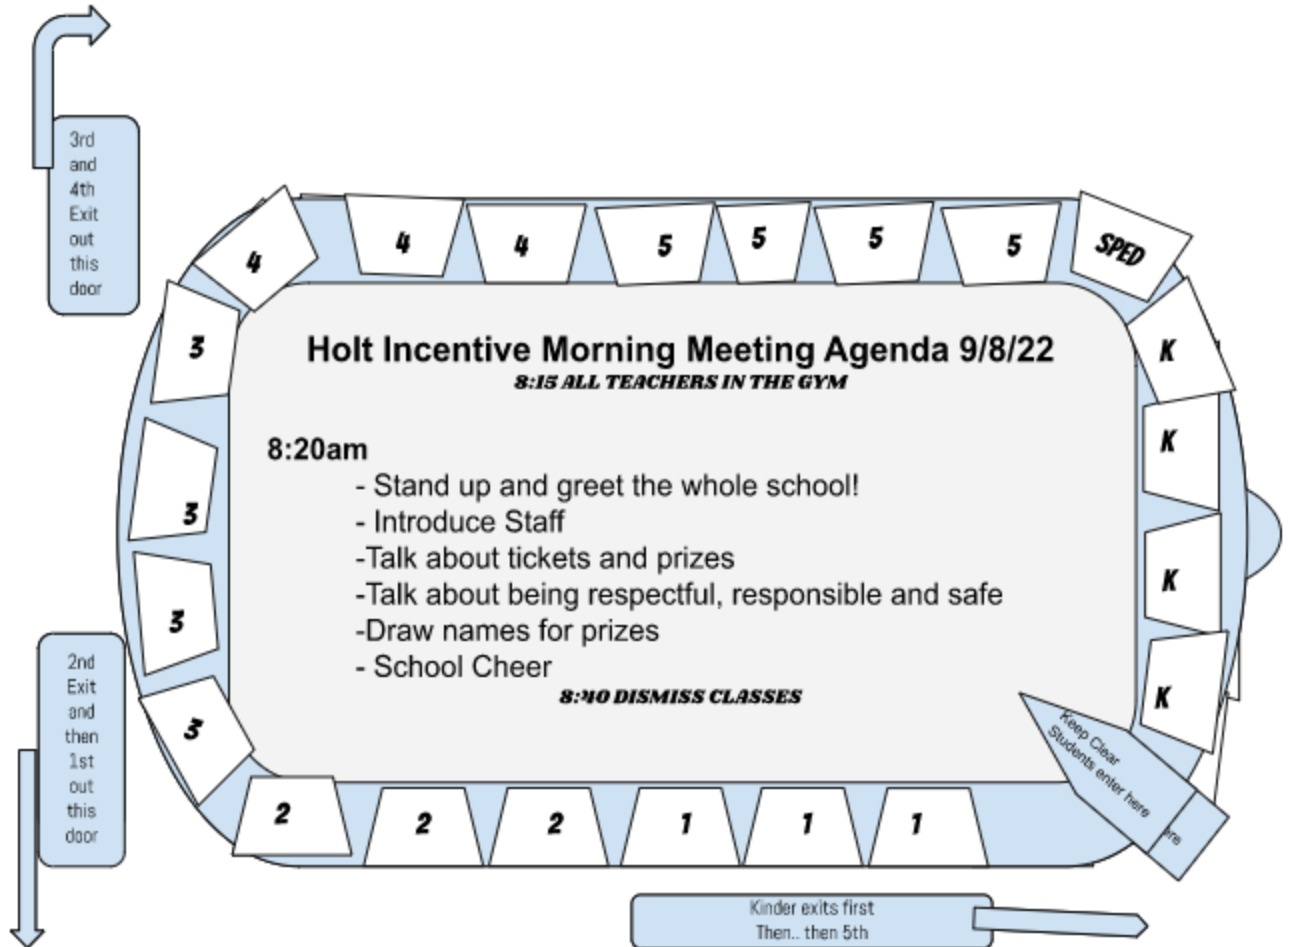 3rd
and
4th
Exit
out
this
door
4
4
4
5
5
5
5
SPED
3
K
Holt Incentive Morning Meeting Agenda 9/8/22
8:15 ALL TEACHERS IN THE GYM
K
8:20am
- Stand up and greet the whole school!
3
- Introduce Staff
-Talk about tickets and prizes
K
-Talk about being respectful, responsible and safe
3
-Draw names for prizes
- School Cheer
8:40 DISMISS CLASSES
K
3
2nd
Exit
and
then
1st
out
this
door
Keep Clear
Students enter here
2
2
2
1
1
1
Kinder exits first
Then.. then 5th